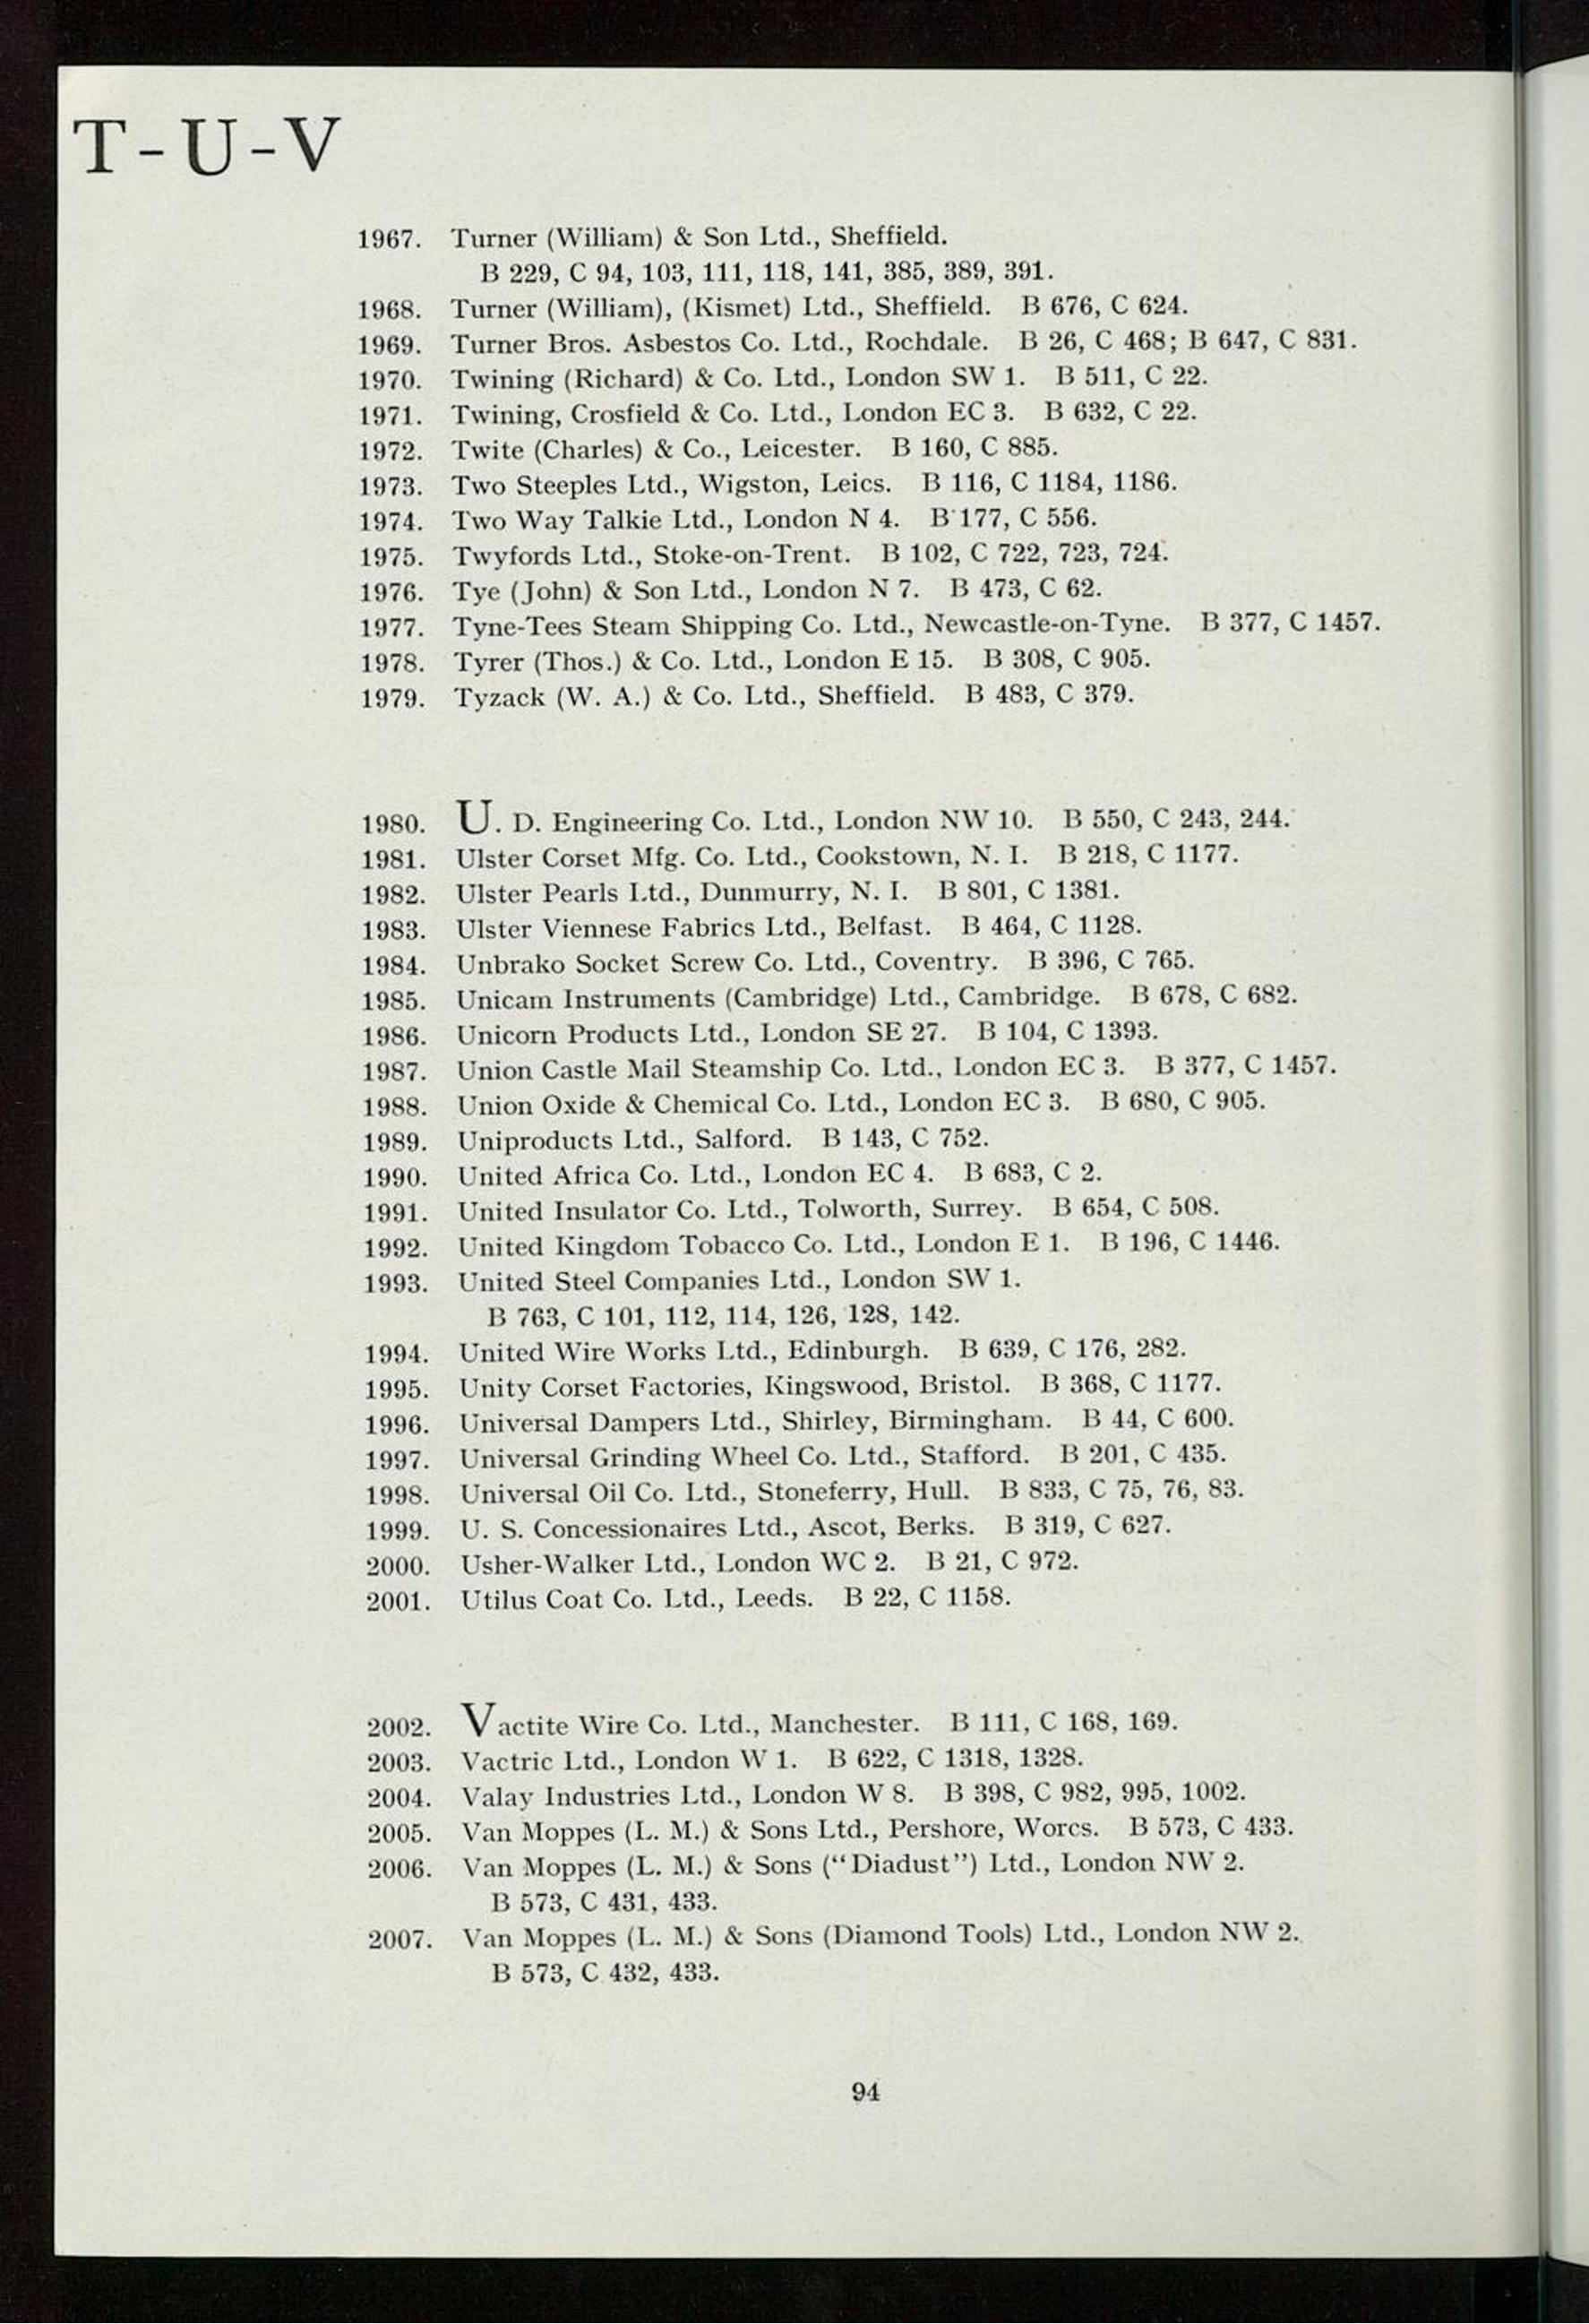 T-U-V
1967. Turner (William) & Son Ltd., Sheffield.
B 229, C 94, 103, 111, 118, 141, 385, 389, 391.
1968. Turner (William), (Kismet) Ltd., Sheffield. B 676, C 624.
1969. Turner Bros. Asbestos Co. Ltd., Rochdale. B 26, C 468; B 647, C 831.
1970. Twining (Richard) & Co. Ltd., London SW 1. B 511, C 22.
1971. Twining, Crosfield & Co. Ltd., London EC 3. B 632, C 22.
1972. Twite (Charles) & Co., Leicester. B 160, C 885.
1973. Two Steeples Ltd., Wigston, Leics. B 116, C 1184, 1186.
1974. Two Way Talkie Ltd., London N 4. B 177, C 556.
1975. Twyfords Ltd., Stoke-on-Trent. B 102, C 722, 723, 724.
1976. Tye (John) & Son Ltd., London N 7. B 473, C 62.
1977. Tyne-Tees Steam Shipping Co. Ltd., Newcastle-on-Tyne. B 377, C 1457.
1978. Tyrer (Thos.) & Co. Ltd., London E 15. B 308, C 905.
1979. Tyzack (W. A.) & Co. Ltd., Sheffield. B 483, C 379.
1980. U. D. Engineering Co. Ltd., London NW 10. B 550, C 243, 244.
1981. Ulster Corset Mfg. Co. Ltd., Cookstown, N. I. B 218, C 1177.
1982. Ulster Pearls Ltd., Dunmurry, N. I. B 801, C 1381.
1983. Ulster Viennese Fabrics Ltd., Belfast. B 464, C 1128.
1984. Unbrako Socket Screw Co. Ltd., Coventry. B 396, C 765.
1985. Unicam Instruments (Cambridge) Ltd., Cambridge. B 678, C 682.
1986. Unicorn Products Ltd., London SE 27. B 104, C 1393.
1987. Union Castle Mail Steamship Co. Ltd., London EC 3. B 377, C 1457.
1988. Union Oxide & Chemical Co. Ltd., London EC 3. B 680, C 905.
1989. Uniproducts Ltd., Salford. B 143, C 752.
1990. United Africa Co. Ltd., London EC 4. B 683, C 2.
1991. United Insulator Co. Ltd., Tolworth, Surrey. B 654, C 508.
1992. United Kingdom Tobacco Co. Ltd., London E 1. B 196, C 1446.
1993. United Steel Companies Ltd., London SW 1.
B 763, C 101, 112, 114, 126, 128, 142.
1994. United Wire Works Ltd., Edinburgh. B 639, C 176, 282.
1995. Unity Corset Factories, Kingswood, Bristol. B 368, C 1177.
1996. Universal Dampers Ltd., Shirley, Birmingham. B 44, C 600.
1997. Universal Grinding Wheel Co. Ltd., Stafford. B 201, C 435.
1998. Universal Oil Co. Ltd., Stoneferry, Hull. B 833, C 75, 76, 83.
1999. U. S. Concessionaires Ltd., Ascot, Berks. B 319, C 627.
2000. Usher-Walker Ltd., London WC 2. B 21, C 972.
2001. Utilus Coat Co. Ltd., Leeds. B 22, C 1158.
2002. Vactite Wire Co. Ltd., Manchester. B 111, C 168, 169.
2003. Vactric Ltd., London W 1. B 622, C 1318, 1328.
2004. Valay Industries Ltd., London W 8. B 398, C 982, 995, 1002.
2005. Van Moppes (L. M.) & Sons Ltd., Pershore, Worcs. B 573, C 433.
2006. Van Moppes (L. M.) & Sons (“Diadust”) Ltd., London NW 2.
B 573, C 431, 433.
2007. Van Moppes (L. M.) & Sons (Diamond Tools) Ltd., London NW 2.
B 573, C 432, 433.
94